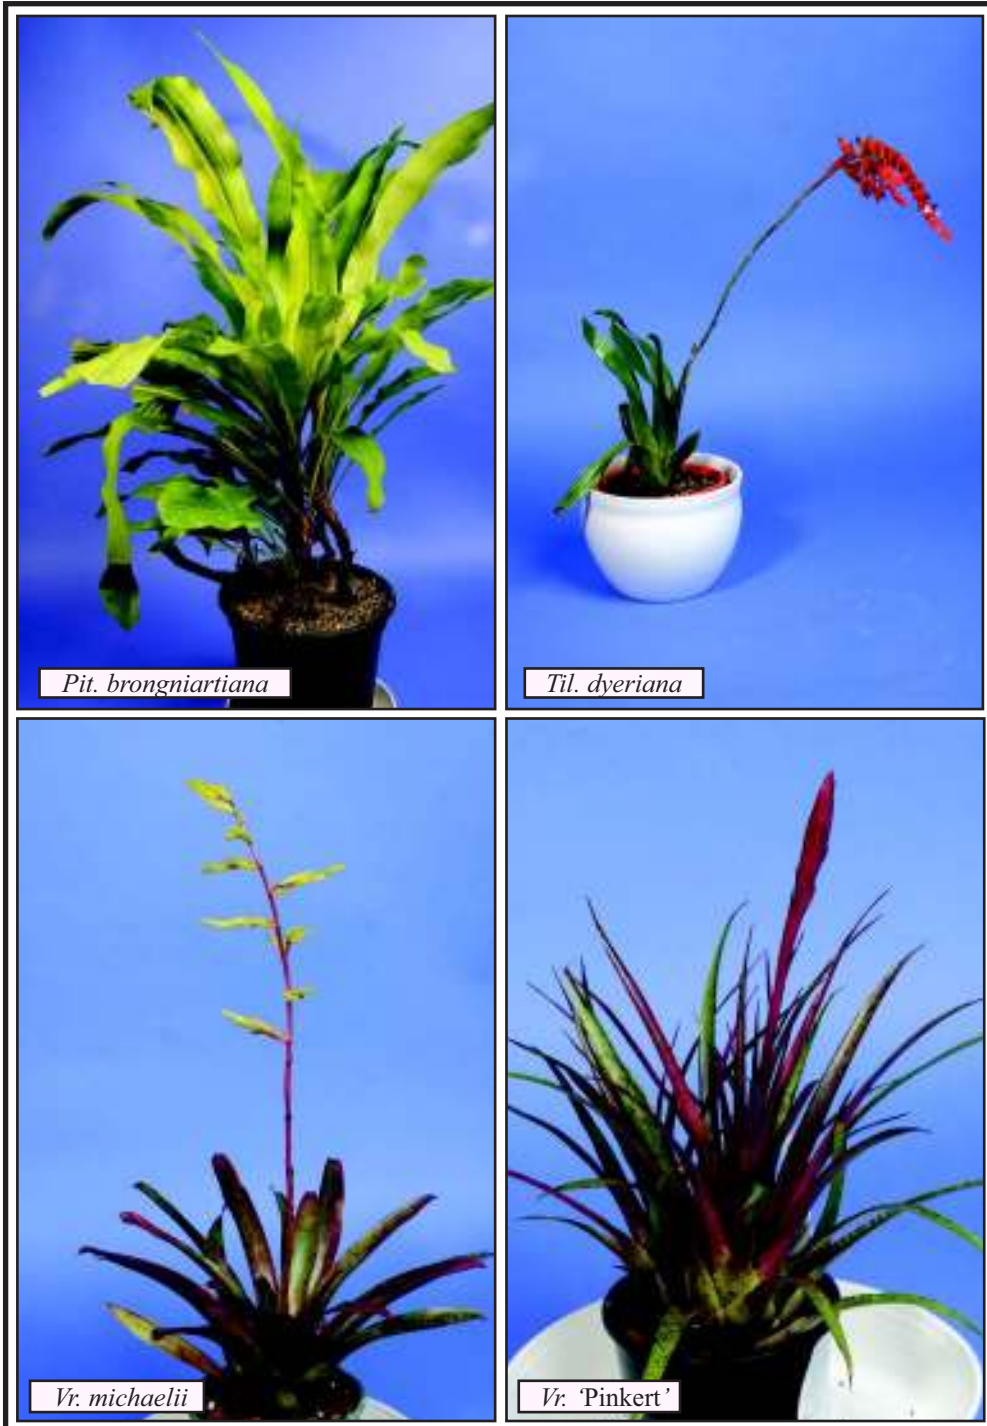 Pit. brongniartiana
Til. dyeriana
Vr. michaelii
Vr. ‘Pinkert’